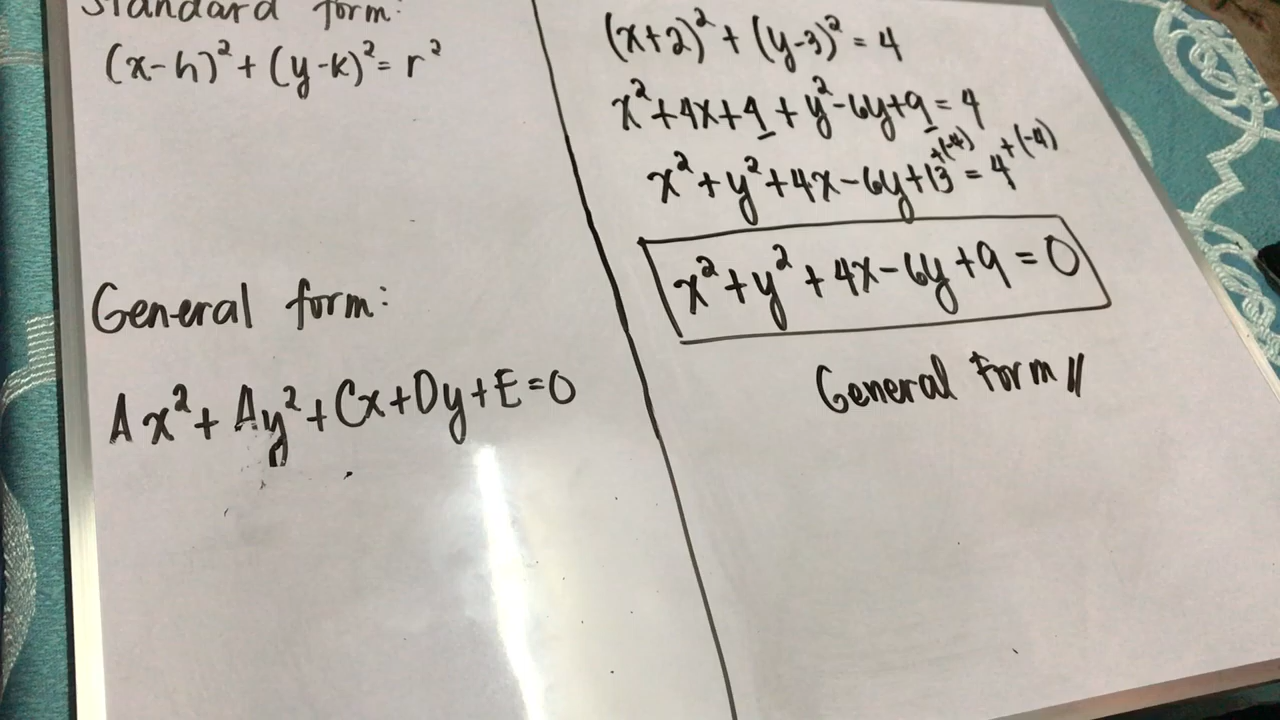 Standard form:
(x-h)²+(y-k)²=r²
General form:
Ax²+Ay²+Cx+Dy+E=0
(x+2)²+(y-3)²=4
x²+4x+4+y²-6y+9=4
x²+y²+4x-6y+13+(-4)=4+(-4)
x²+y²+4x-6y+9=0
General Form //